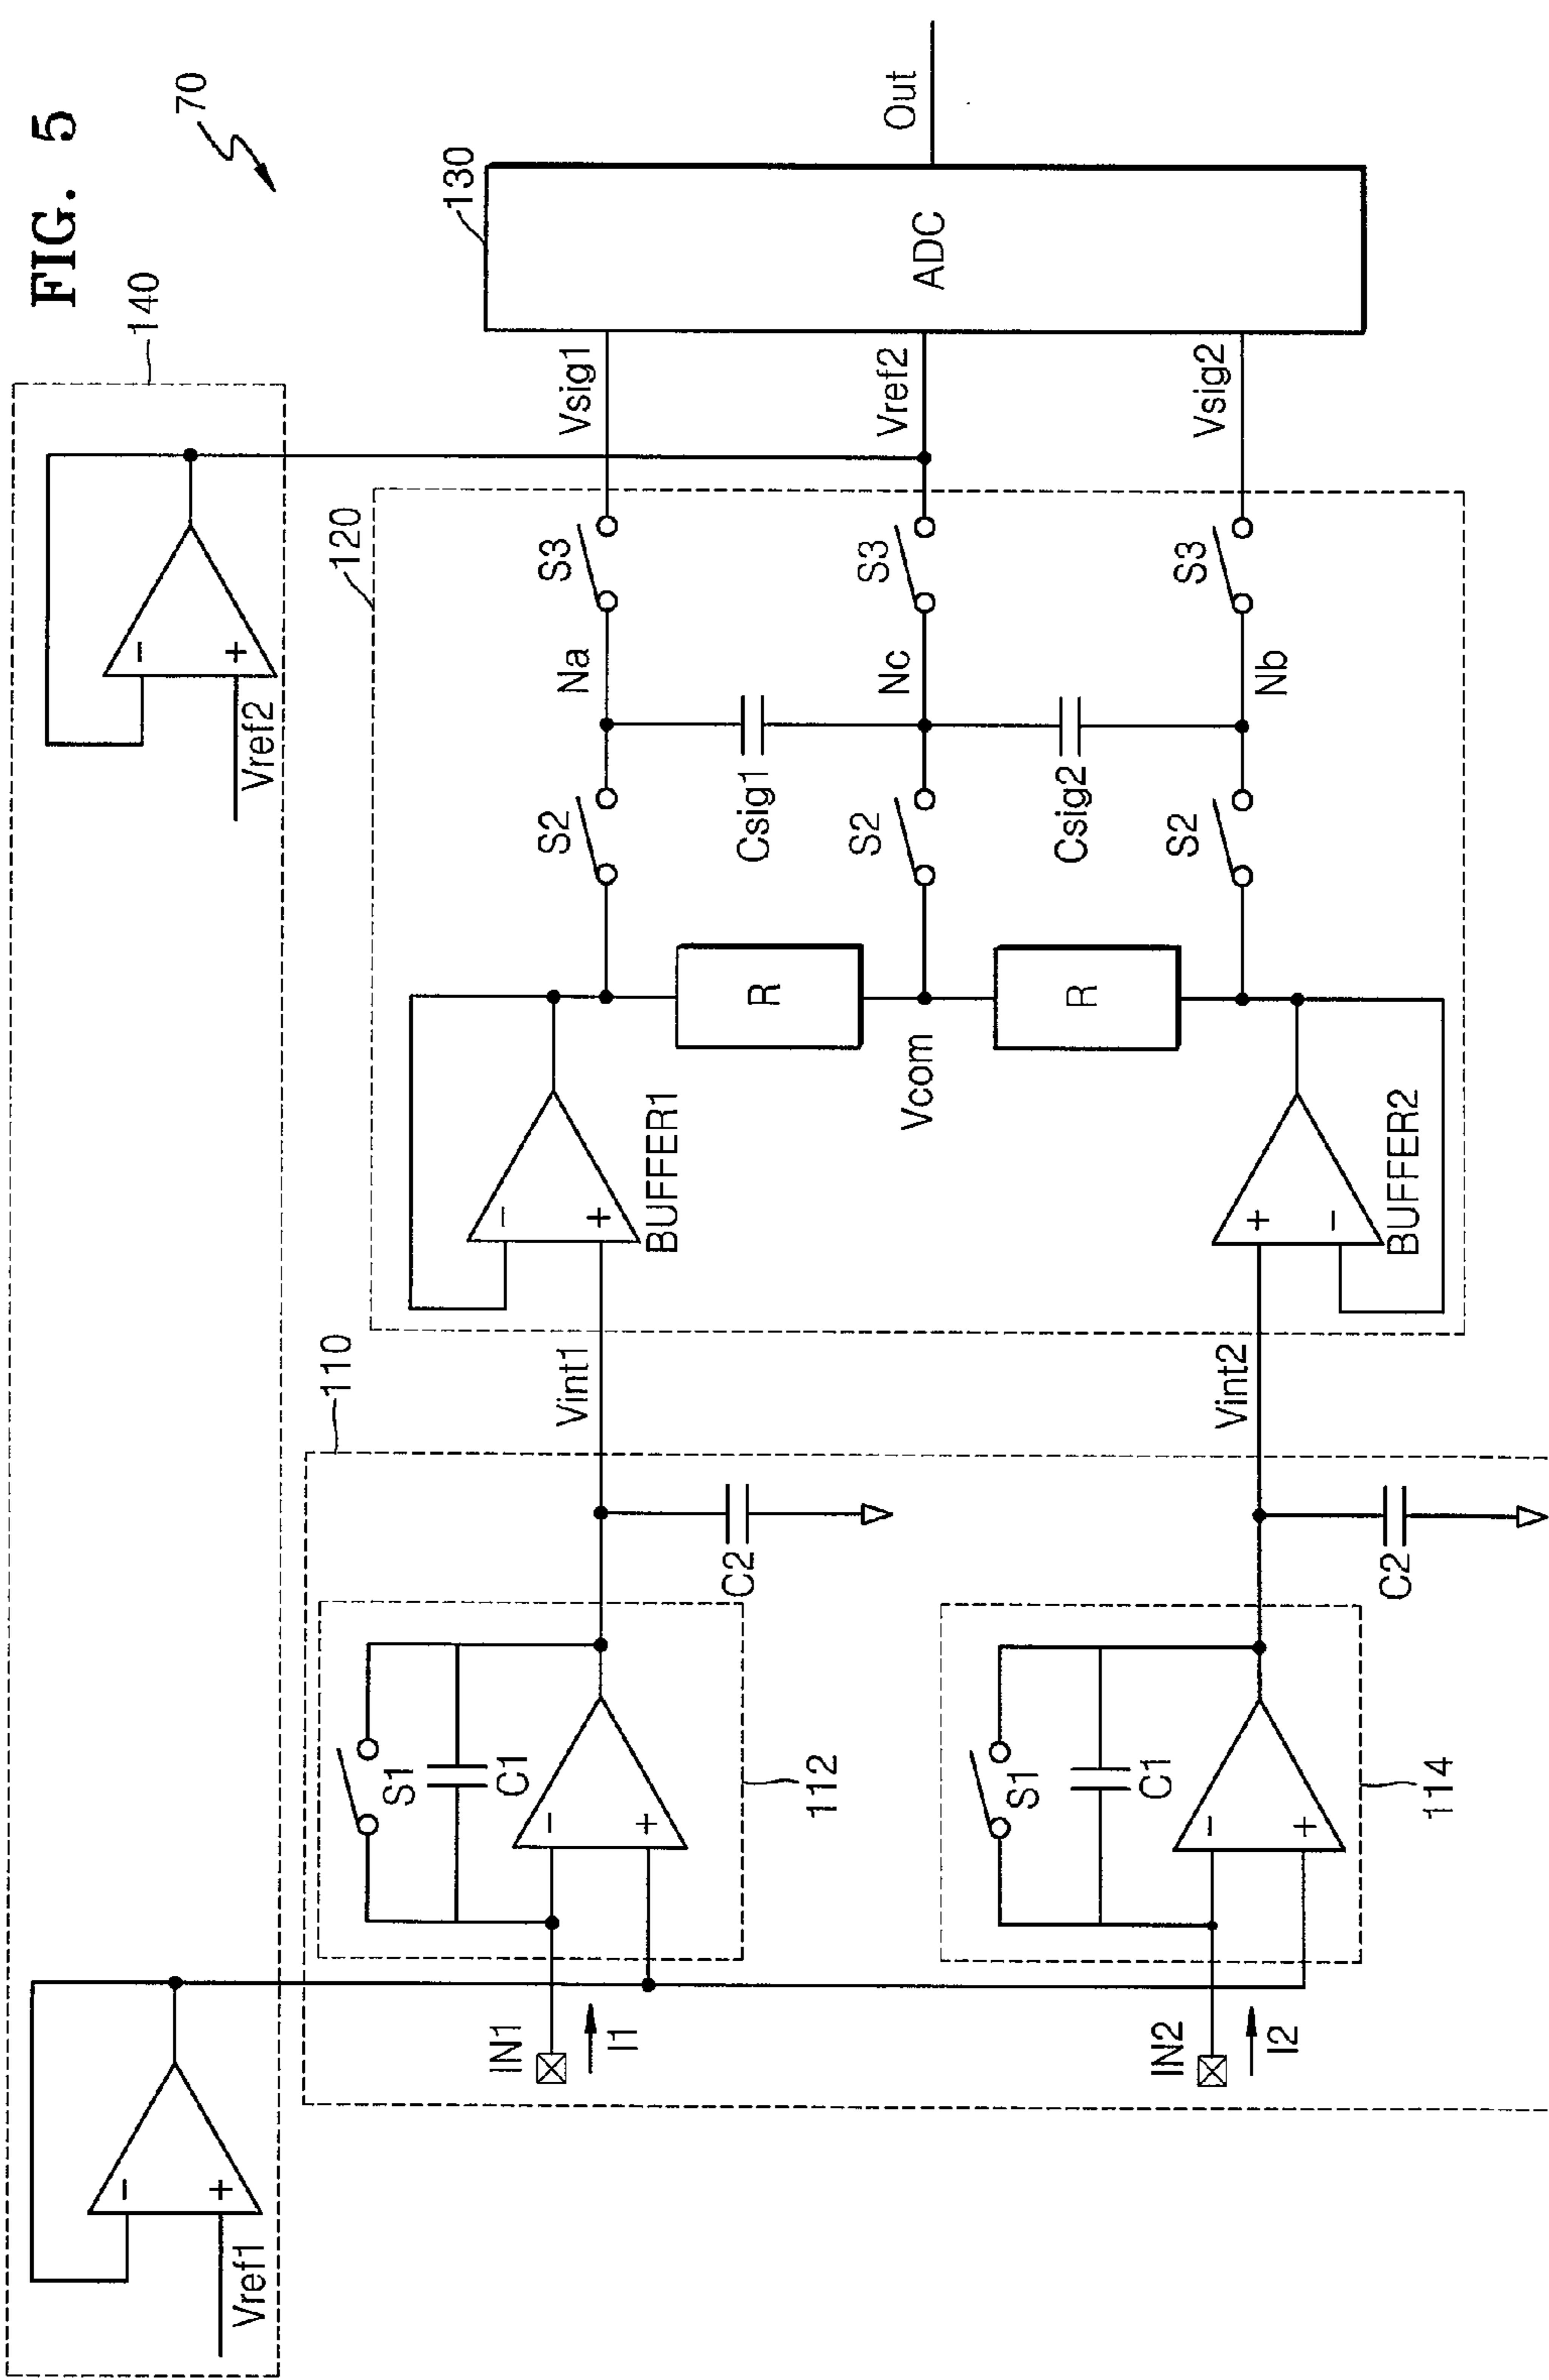 FIG. 5
70
140
Vref1
-
+
Vref2
-
+
110
120
130
IN1
I1
S1
C1
-
+
112
C2
Vint1
-
+
BUFFER1
R
Vcom
R
S2
Na
S3
Vsig1
Csig1
S2
Nc
S3
Vref2
Csig2
S2
Nb
S3
Vsig2
ADC
Out
IN2
I2
S1
C1
-
+
114
C2
Vint2
+
-
BUFFER2